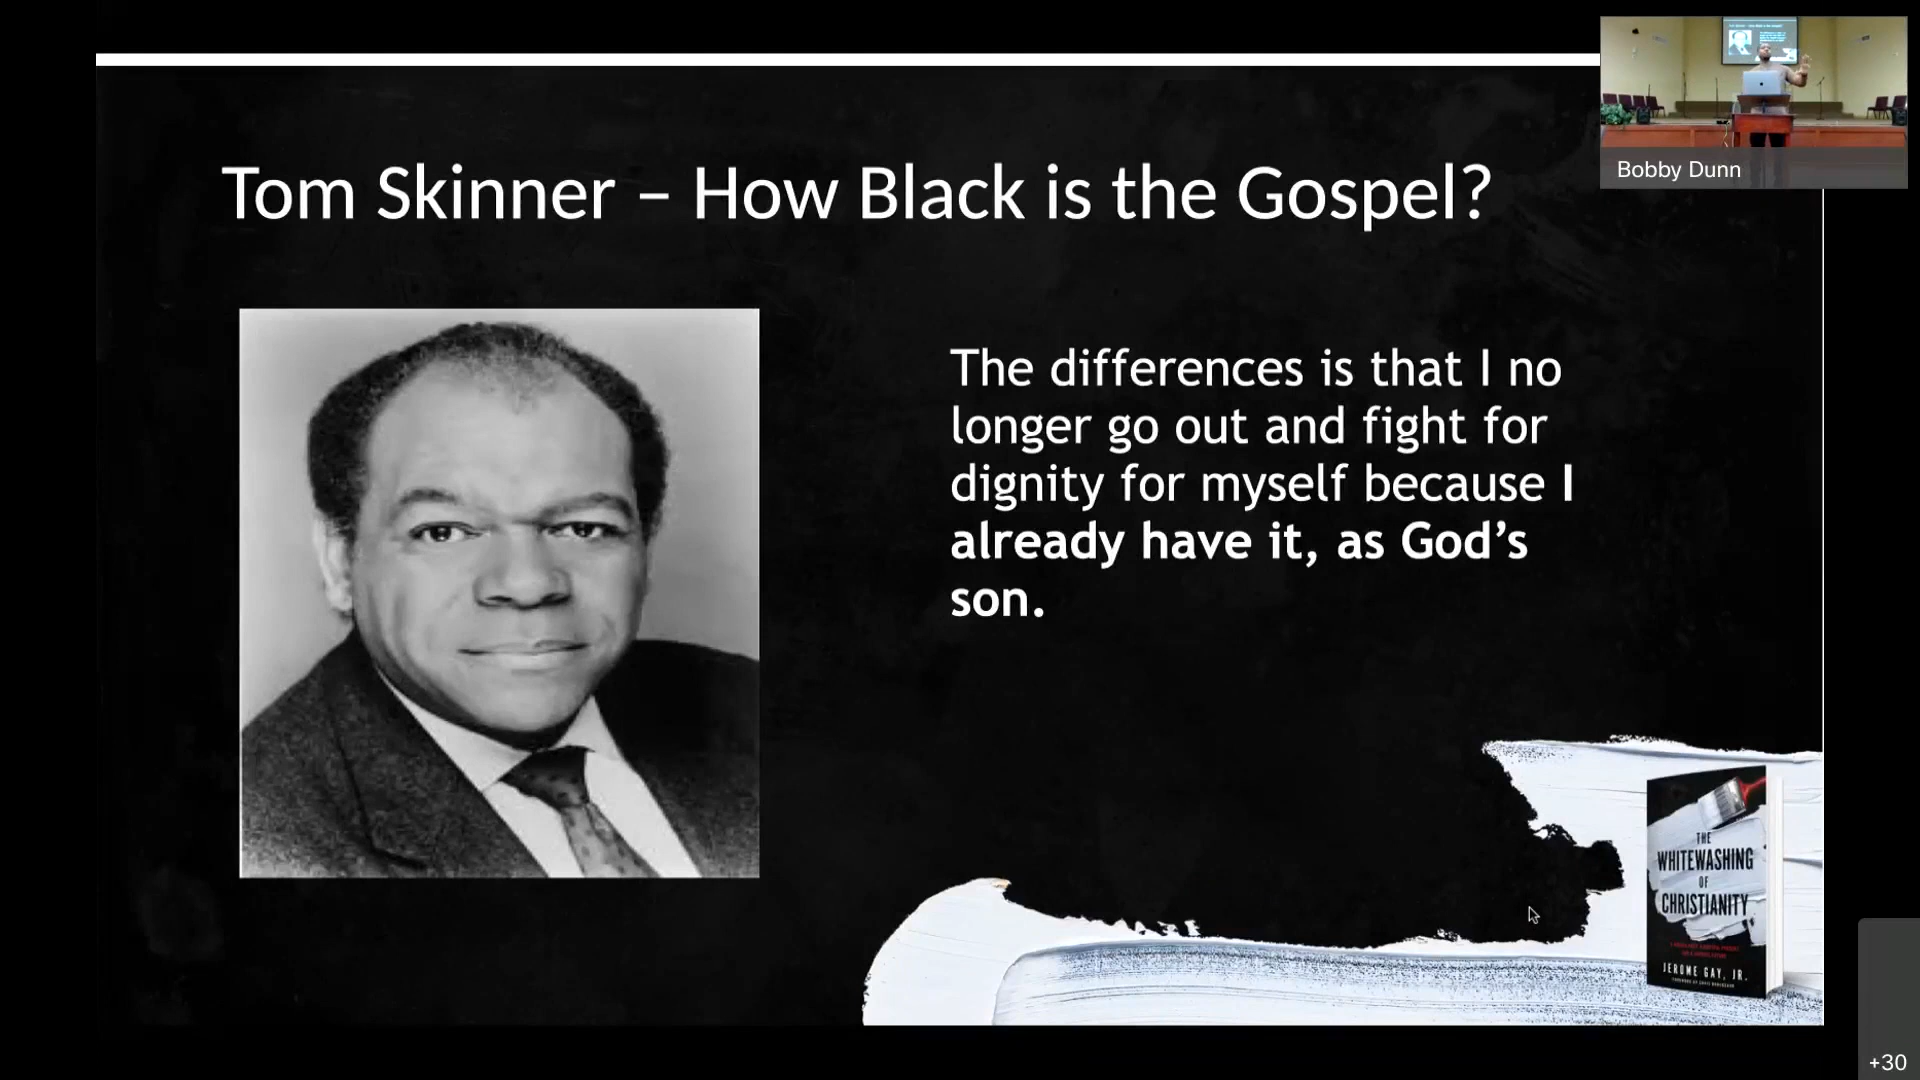 Tom Skinner – How Black is the Gospel?
The differences is that I no
longer go out and fight for
dignity for myself because I
already have it, as God’s
son.
Bobby Dunn
THE
WHITEWASHING
OF
CHRISTIANITY
JEROME GAY, JR.
+30